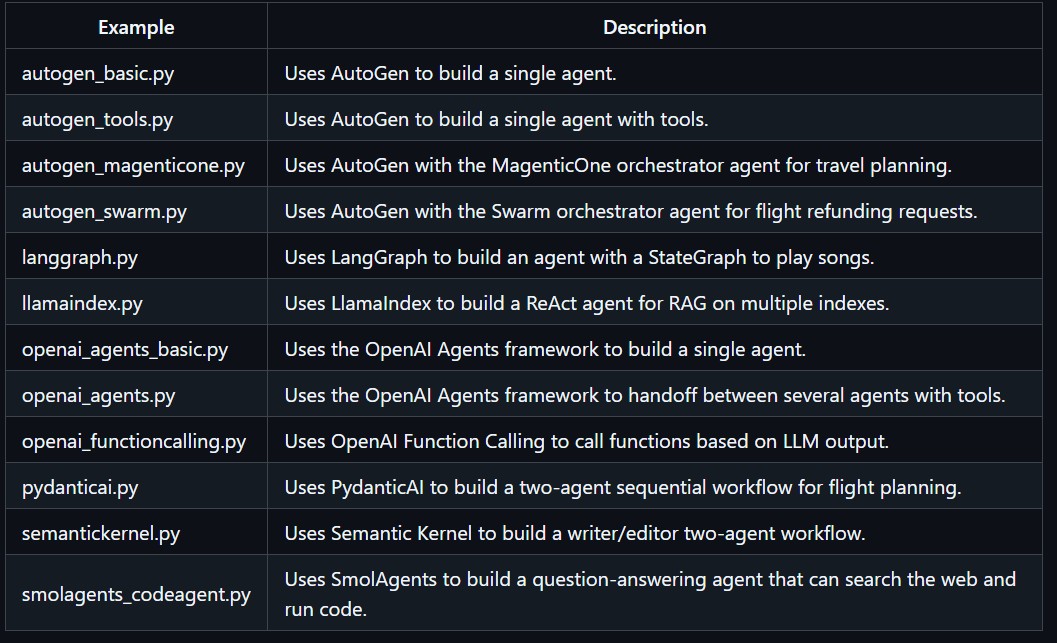 Example Description
autogen_basic.py Uses AutoGen to build a single agent.
autogen_tools.py Uses AutoGen to build a single agent with tools.
autogen_magenticone.py Uses AutoGen with the MagenticOne orchestrator agent for travel planning.
autogen_swarm.py Uses AutoGen with the Swarm orchestrator agent for flight refunding requests.
langgraph.py Uses LangGraph to build an agent with a StateGraph to play songs.
llamaindex.py Uses LlamaIndex to build a ReAct agent for RAG on multiple indexes.
openai_agents_basic.py Uses the OpenAI Agents framework to build a single agent.
openai_agents.py Uses the OpenAI Agents framework to handoff between several agents with tools.
openai_functioncalling.py Uses OpenAI Function Calling to call functions based on LLM output.
pydanticai.py Uses PydanticAI to build a two-agent sequential workflow for flight planning.
semantickernel.py Uses Semantic Kernel to build a writer/editor two-agent workflow.
smolagents_codeagent.py Uses SmolAgents to build a question-answering agent that can search the web and
run code.